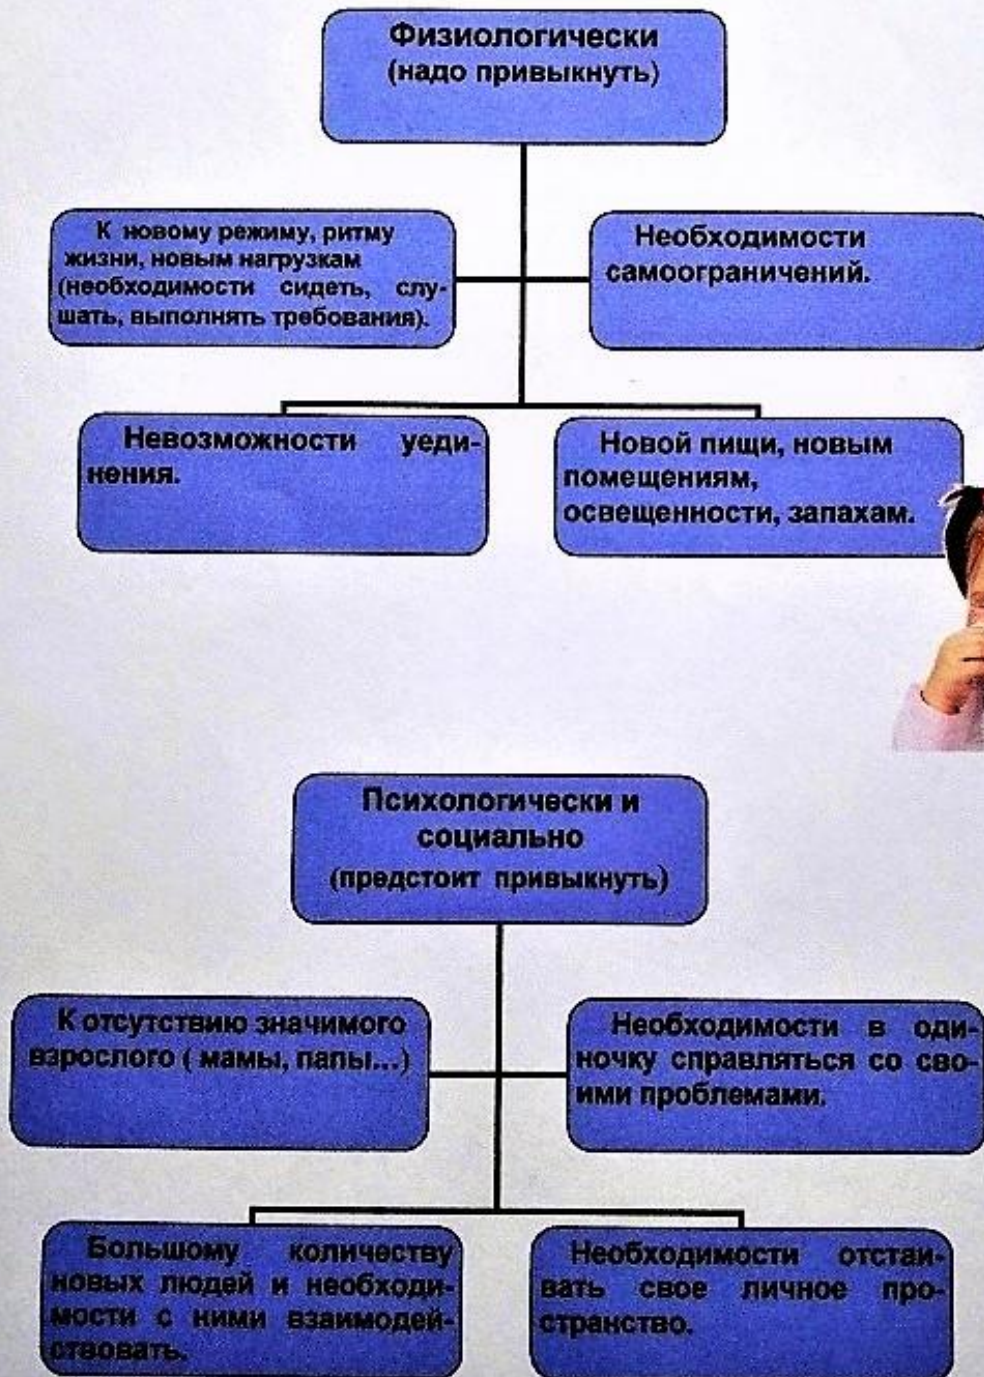 Физиологически
(надо привыкнуть)
К новому режиму, ритму
жизни, новым нагрузкам
(необходимости сидеть, слу-
шать, выполнять требования).
Необходимости
самоограничений.
Невозможности уеди-
нения.
Новой пищи, новым
помещениям,
освещенности, запахам.
Психологически и
социально
(предстоит привыкнуть)
К отсутствию значимого
взрослого ( мамы, папы...)
Необходимости в оди-
ночку справляться со сво-
ими проблемами.
Большому количеству
новых людей и необходи-
мости с ними взаимодей-
ствовать.
Необходимости отстаи-
вать свое личное про-
странство.